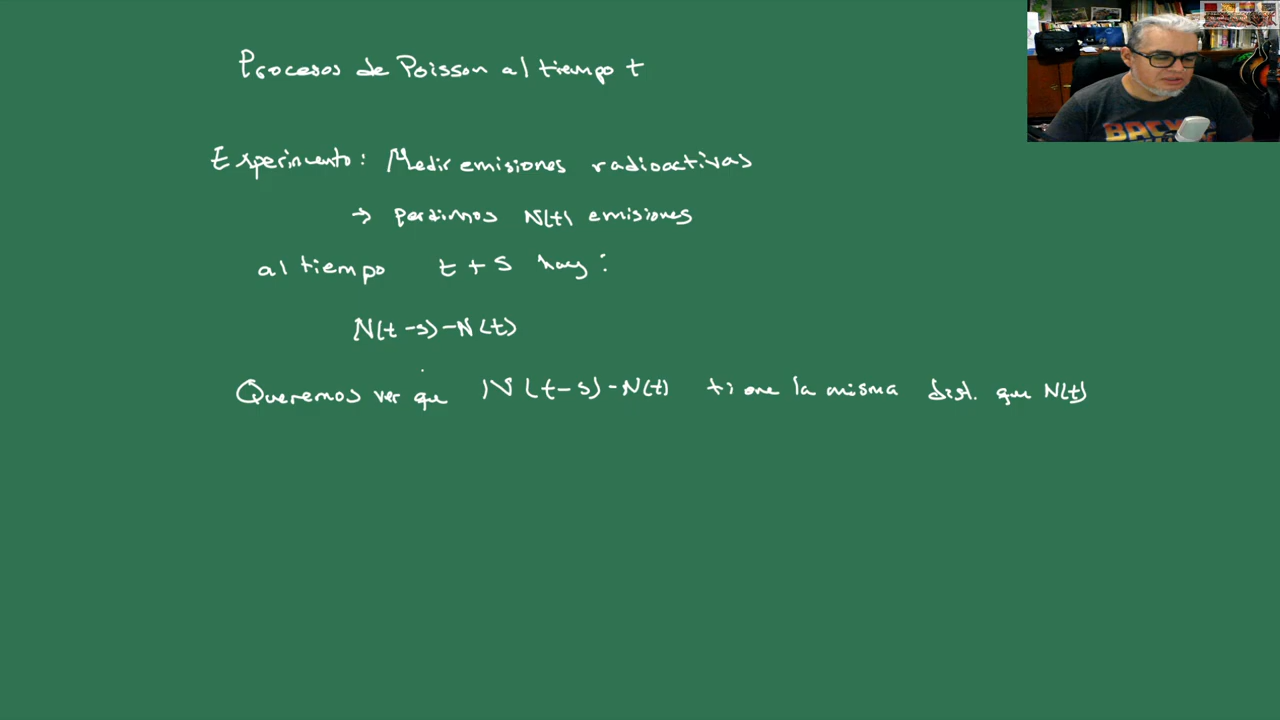 Procesos de Poisson al tiempo t
Experimento: Medir emisiones radioactivas
→ perdimos N(t) emisiones
al tiempo t + s hay:
N(t-s)-N(t)
Queremos ver que N(t-s)-N(t) tiene la misma dist. que N(t)
BACK